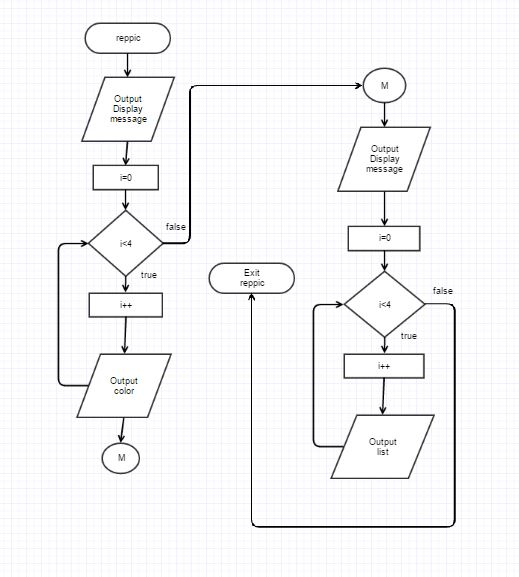 reppic
Output
Display
message
i=0
i<4
false
true
i++
Output
color
M
M
Output
Display
message
i=0
i<4
false
true
i++
Output
list
Exit
reppic